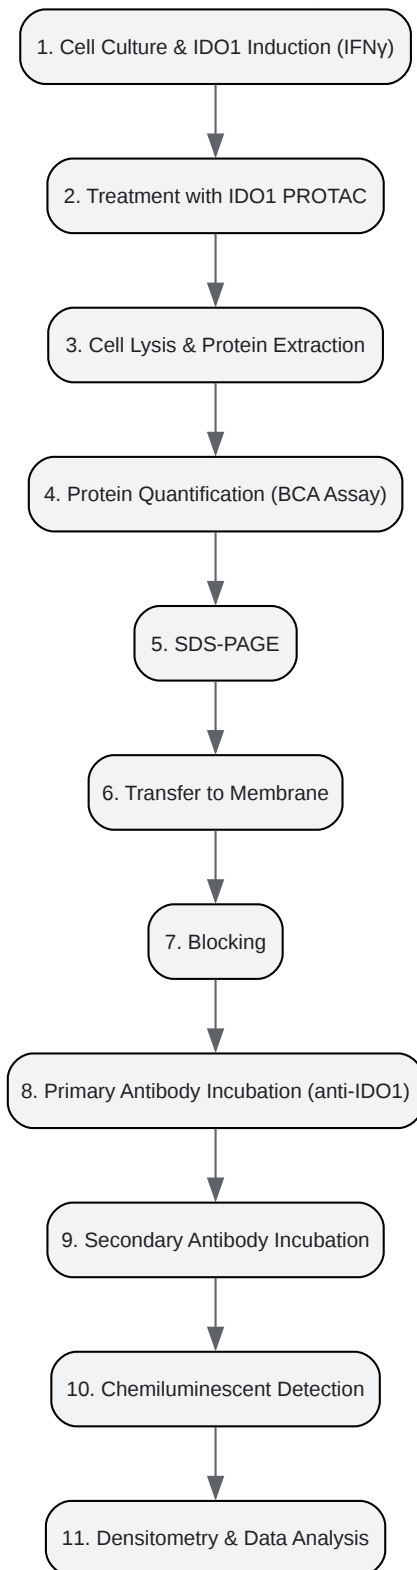 1. Cell Culture & IDO1 Induction (IFNγ)
2. Treatment with IDO1 PROTAC
3. Cell Lysis & Protein Extraction
4. Protein Quantification (BCA Assay)
5. SDS-PAGE
6. Transfer to Membrane
7. Blocking
8. Primary Antibody Incubation (anti-IDO1)
9. Secondary Antibody Incubation
10. Chemiluminescent Detection
11. Densitometry & Data Analysis